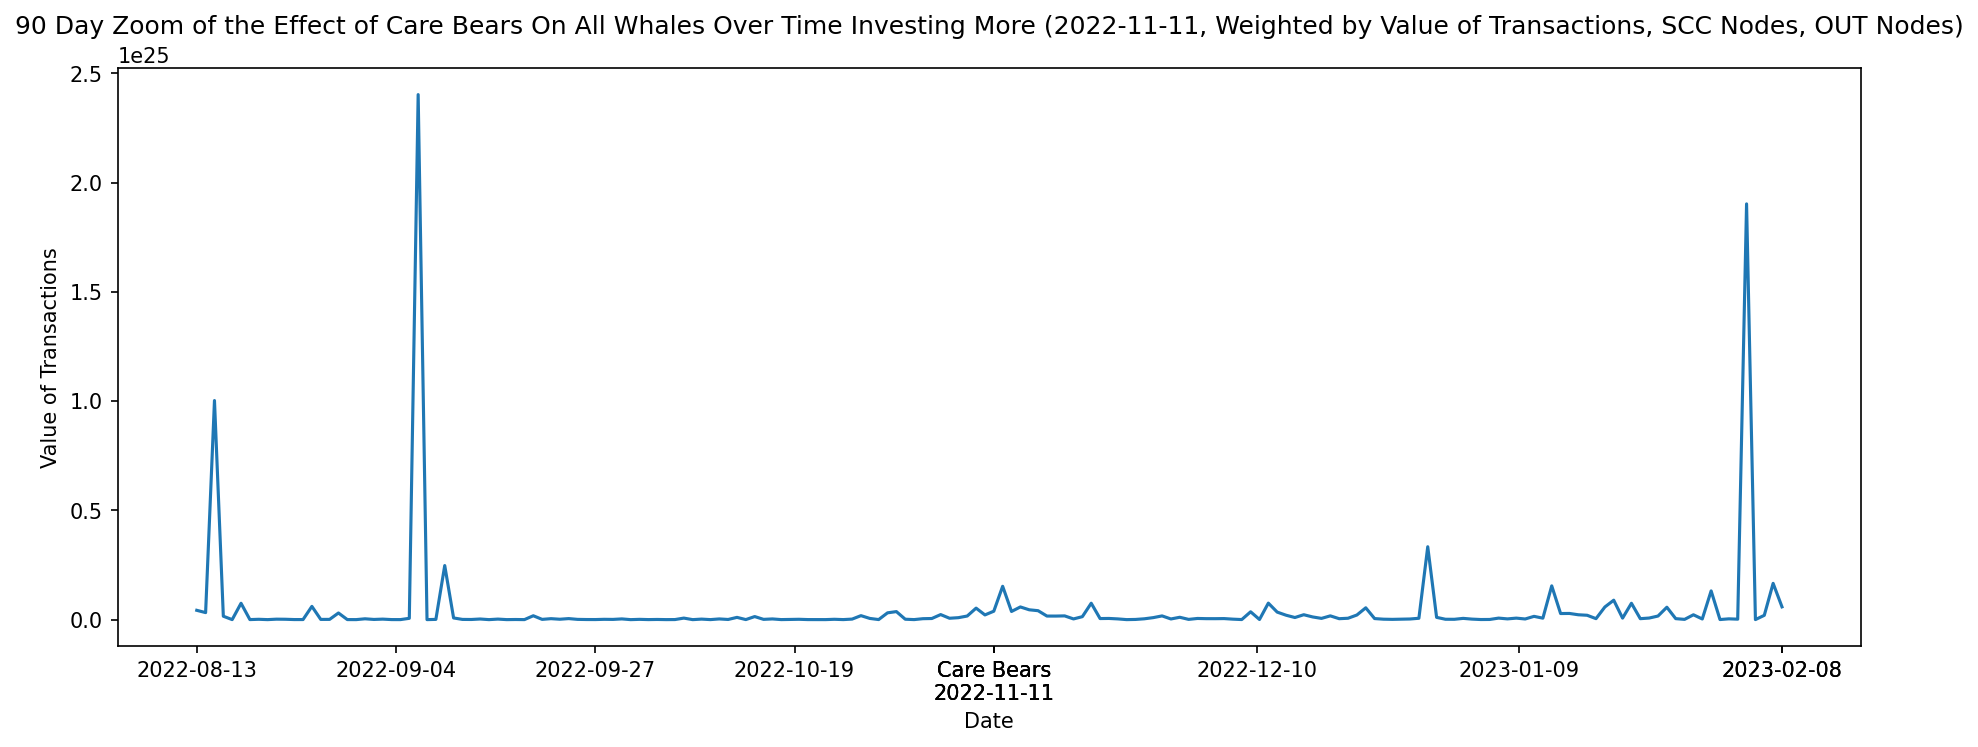 90 Day Zoom of the Effect of Care Bears On All Whales Over Time Investing More (2022-11-11, Weighted by Value of Transactions, SCC Nodes, OUT Nodes)
1e25
2.5
2.0
1.5
1.0
0.5
0.0
Value of Transactions
2022-08-13
2022-09-04
2022-09-27
2022-10-19
Care Bears
2022-11-11
2022-12-10
2023-01-09
2023-02-08
Date